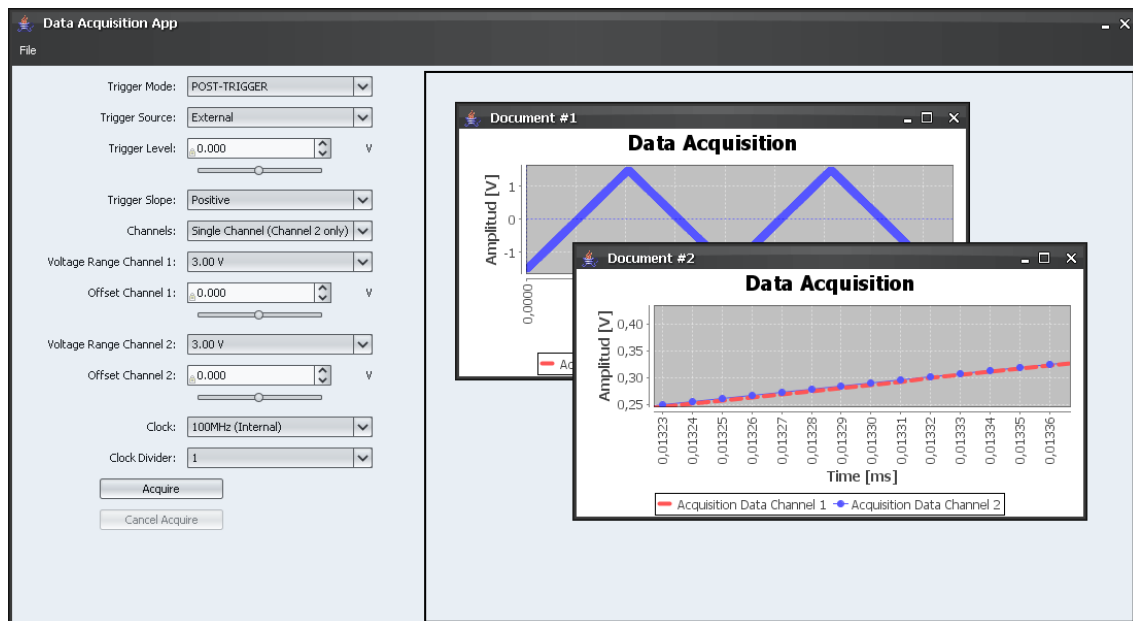 Data Acquisition App
File
Trigger Mode: POST-TRIGGER
Trigger Source: External
Trigger Level: 0.000 V
Trigger Slope: Positive
Channels: Single Channel (Channel 2 only)
Voltage Range Channel 1: 3.00 V
Offset Channel 1: 0.000 V
Voltage Range Channel 2: 3.00 V
Offset Channel 2: 0.000 V
Clock: 100MHz (Internal)
Clock Divider: 1
Acquire
Cancel Acquire
Document #1
Data Acquisition
Amplitud [V]
1
0
-1
0,0000
Ac
Document #2
Data Acquisition
Amplitud [V]
0,40
0,35
0,30
0,25
0,01323 0,01324 0,01325 0,01326 0,01327 0,01328 0,01329 0,01330 0,01331 0,01332 0,01333 0,01334 0,01335 0,01336
Time [ms]
Acquisition Data Channel 1 Acquisition Data Channel 2